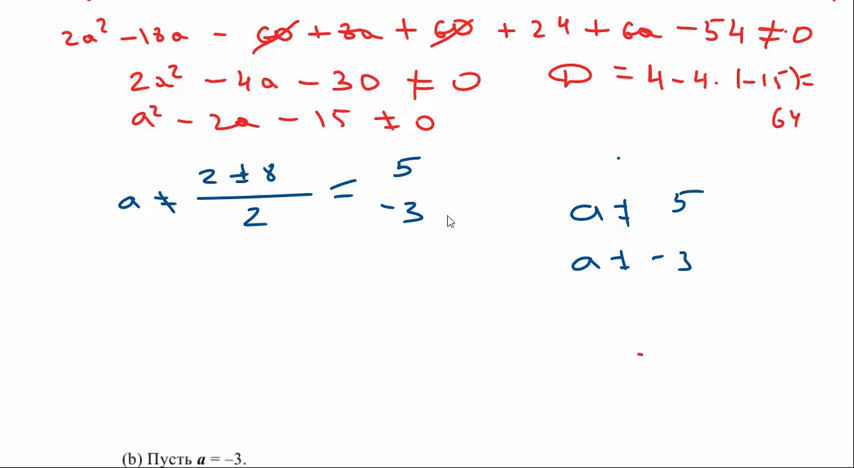 2a² - 18a - 60 + 8a + 60 + 24 + 6a - 54 ≠ 0
2a² - 4a - 30 ≠ 0 D = 4 - 4 · (-15) =
a² - 2a - 15 ≠ 0 64
a ≠ (2 ± 8)/2 = 5
-3
a ≠ 5
a ≠ -3
(b) Пусть a = –3.